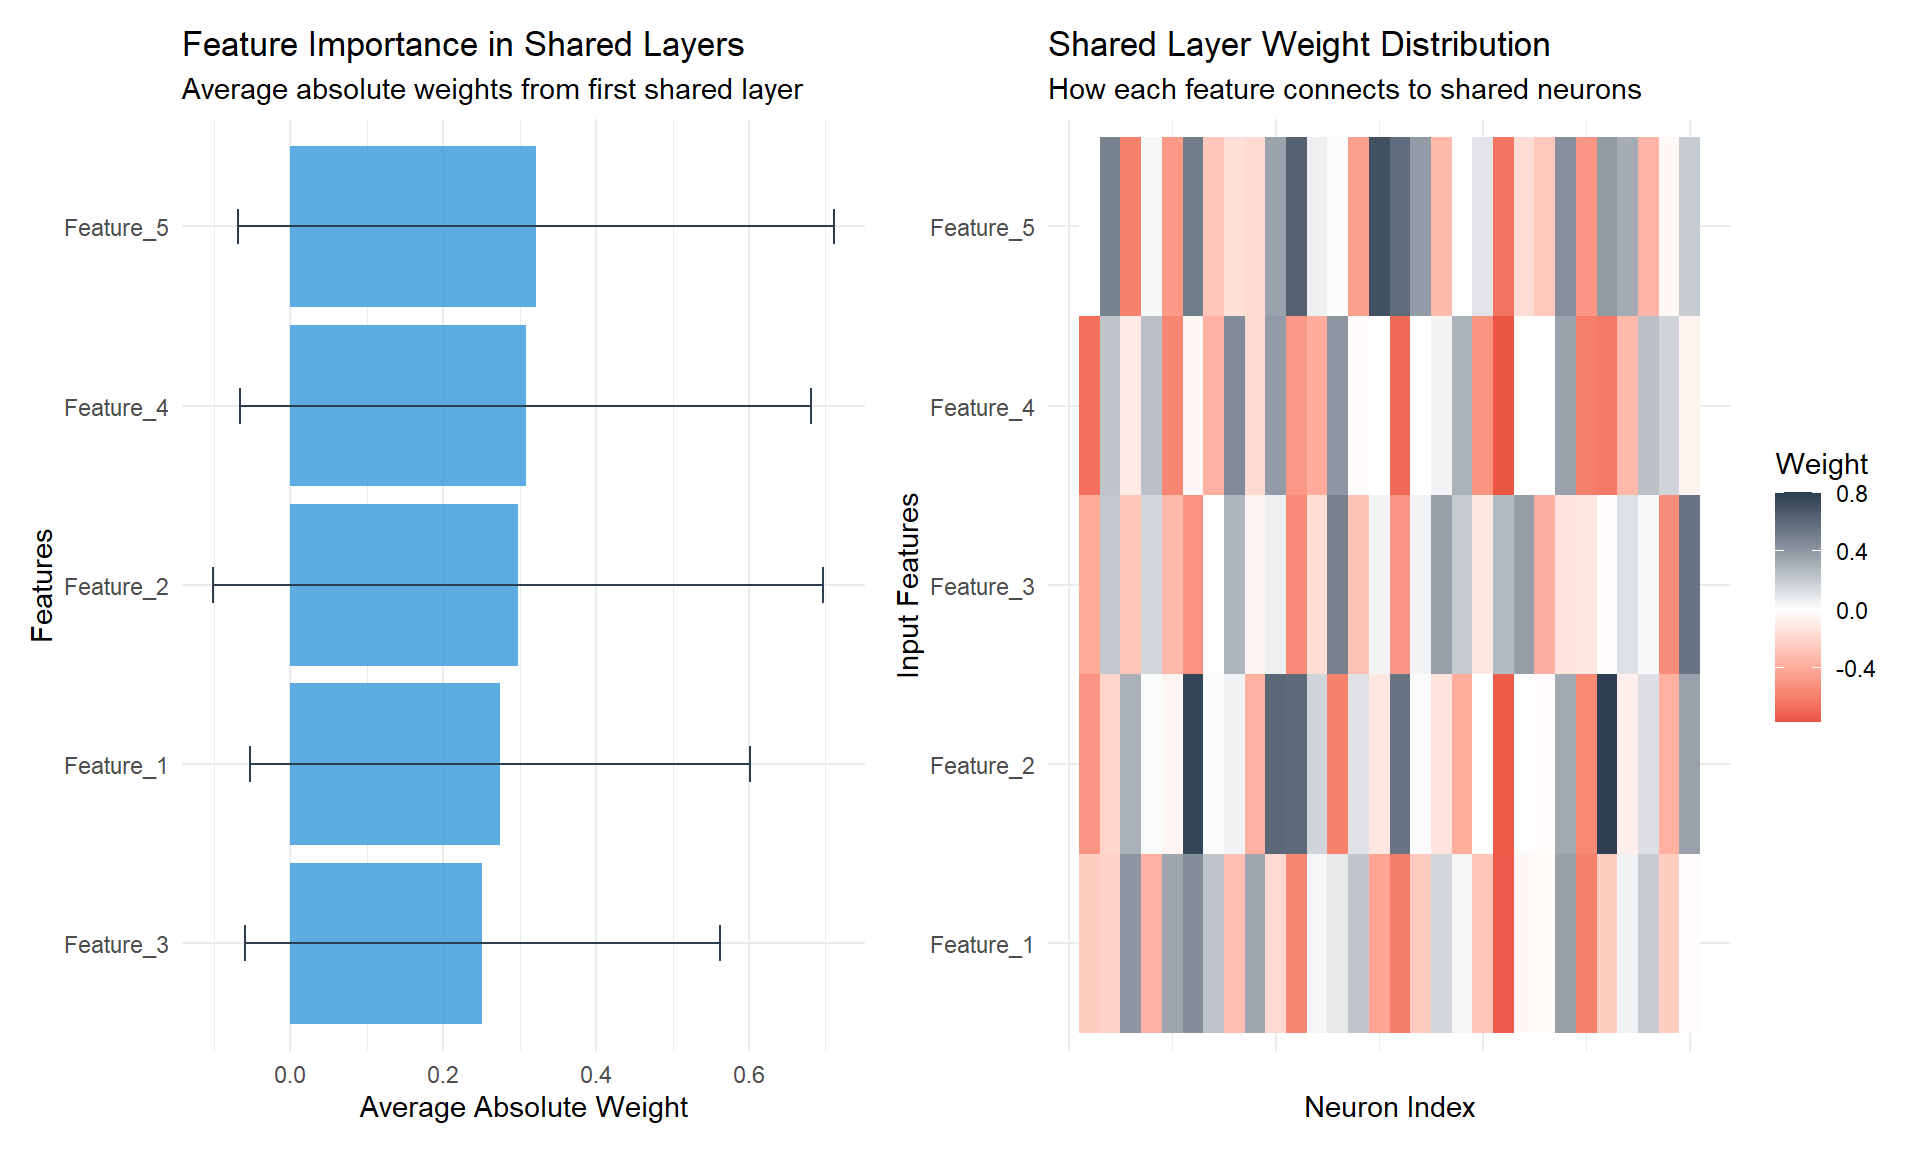 Feature Importance in Shared Layers
Average absolute weights from first shared layer
Features
Feature_5
Feature_4
Feature_2
Feature_1
Feature_3
0.0 0.2 0.4 0.6
Average Absolute Weight
Shared Layer Weight Distribution
How each feature connects to shared neurons
Input Features
Feature_5
Feature_4
Feature_3
Feature_2
Feature_1
Neuron Index
Weight
0.8
0.4
0.0
-0.4